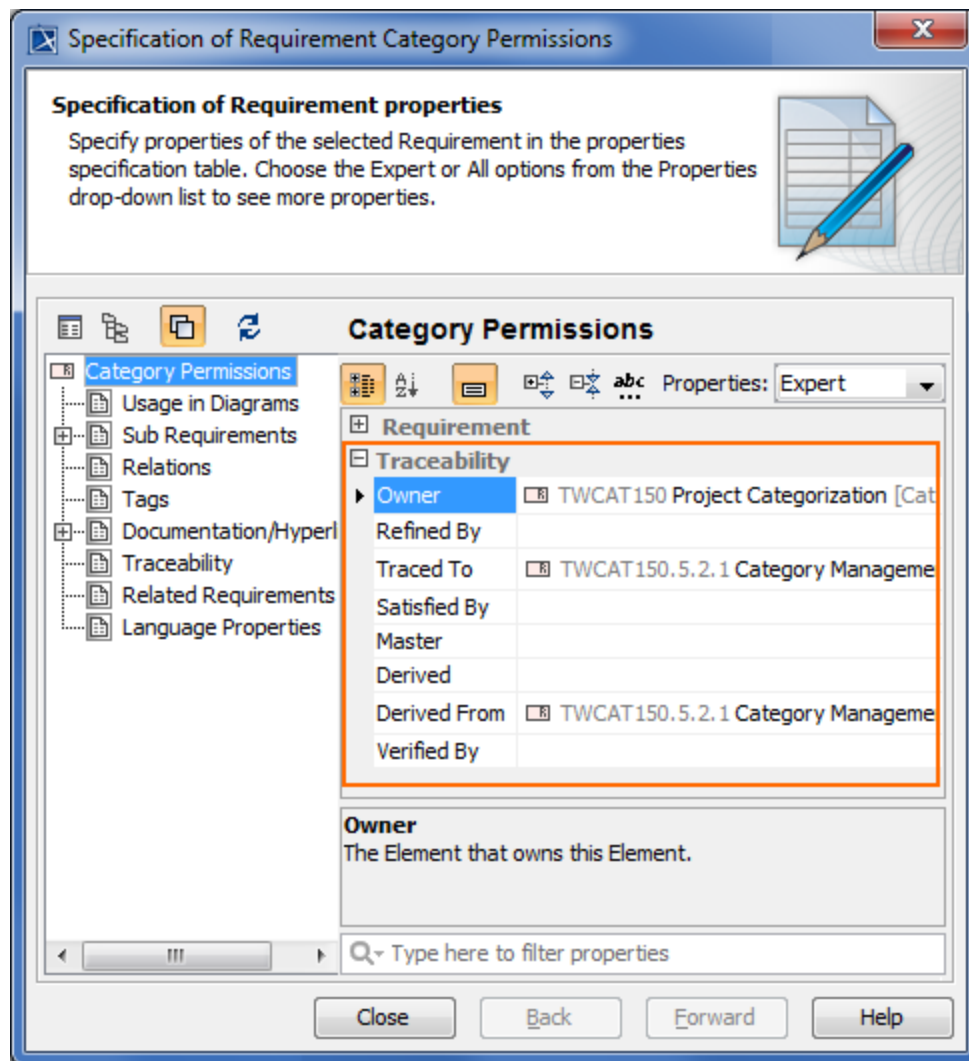 Specification of Requirement Category Permissions
Specification of Requirement properties
Specify properties of the selected Requirement in the properties
specification table. Choose the Expert or All options from the Properties
drop-down list to see more properties.
Category Permissions
Category Permissions
Usage in Diagrams
Sub Requirements
Relations
Tags
Documentation/Hyperl
Traceability
Related Requirements
Language Properties
Properties: Expert
Requirement
Traceability
Owner TWCAT150 Project Categorization [Cat
Refined By
Traced To TWCAT150.5.2.1 Category Manageme
Satisfied By
Master
Derived
Derived From TWCAT150.5.2.1 Category Manageme
Verified By
Owner
The Element that owns this Element.
Type here to filter properties
Close Back Forward Help